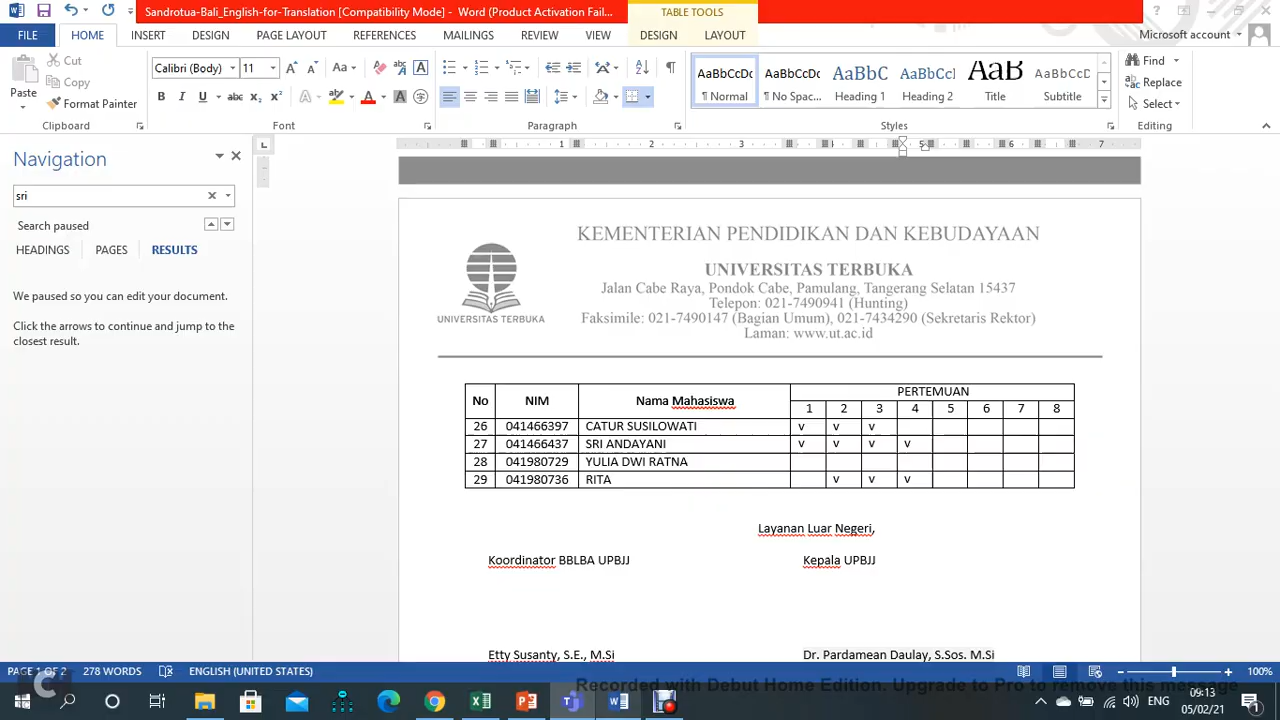 Sandrotua-Bali_English-for-Translation [Compatibility Mode] - Word (Product Activation Fail...
TABLE TOOLS
FILE HOME INSERT DESIGN PAGE LAYOUT REFERENCES MAILINGS REVIEW VIEW DESIGN LAYOUT Microsoft account
Paste
Cut
Copy
Format Painter
Clipboard
Calibri (Body) 11
Font
Paragraph
AaBbCcDc AaBbCcDc AaBbC AaBbCc AaB AaBbCcD
¶ Normal ¶ No Spac... Heading 1 Heading 2 Title Subtitle
Styles
Find
Replace
Select
Editing
Navigation
sri
Search paused
HEADINGS PAGES RESULTS
We paused so you can edit your document.
Click the arrows to continue and jump to the
closest result.
1 2 3 4 5 6 7
KEMENTERIAN PENDIDIKAN DAN KEBUDAYAAN
UNIVERSITAS TERBUKA
Jalan Cabe Raya, Pondok Cabe, Pamulang, Tangerang Selatan 15437
Telepon: 021-7490941 (Hunting)
Faksimile: 021-7490147 (Bagian Umum), 021-7434290 (Sekretaris Rektor)
Laman: www.ut.ac.id
UNIVERSITAS TERBUKA
No NIM Nama Mahasiswa PERTEMUAN
1 2 3 4 5 6 7 8
26 041466397 CATUR SUSILOWATI v v v
27 041466437 SRI ANDAYANI v v v v
28 041980729 YULIA DWI RATNA
29 041980736 RITA v v v
Layanan Luar Negeri,
Koordinator BBLBA UPBJJ Kepala UPBJJ
Etty Susanty, S.E., M.Si Dr. Pardamean Daulay, S.Sos. M.Si
PAGE 1 OF 2 278 WORDS ENGLISH (UNITED STATES) 100%
Recorded with Debut Home Edition. Upgrade to Pro to remove this message
ENG
09:13
05/02/21